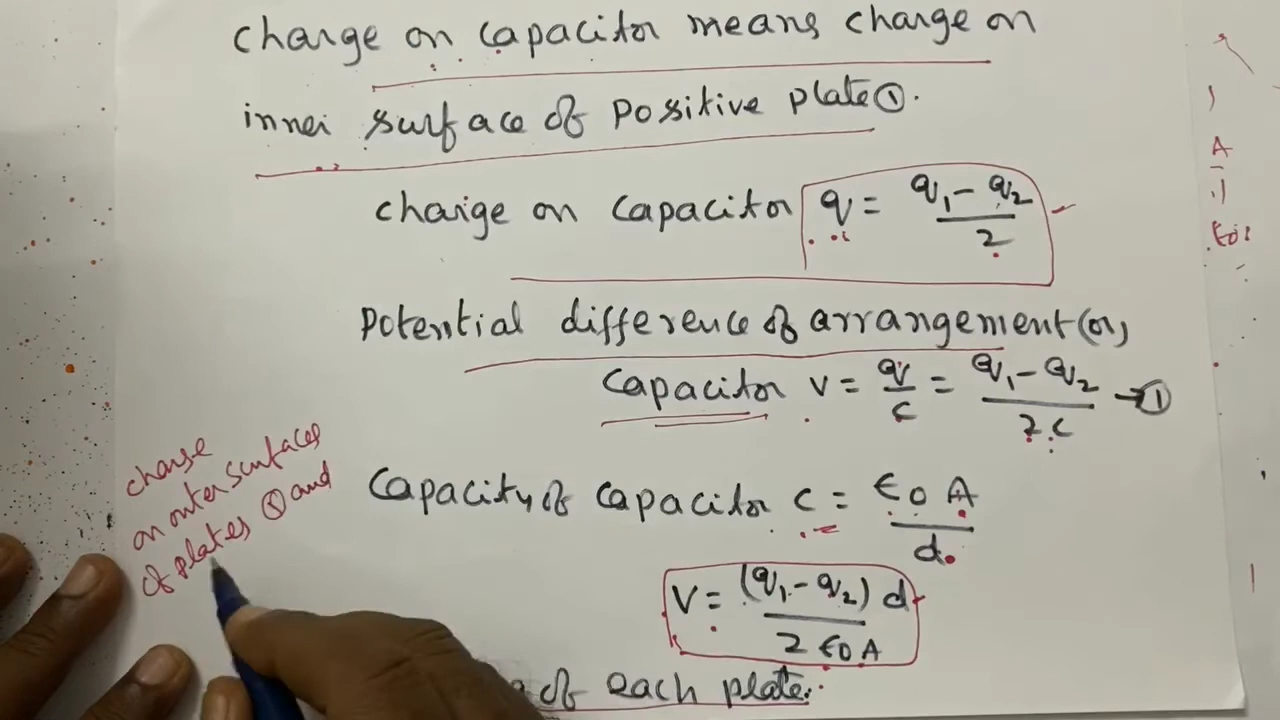 charge on capacitor means charge on
inner surface of positive plate ①.
charge on capacitor q = q₁ - q₂ / 2
potential difference of arrangement (or)
capacitor V = q/c = q₁ - q₂ / 2c → ①
capacity of capacitor c = ϵ₀ A / d
V = (q₁ - q₂) d / 2 ϵ₀ A
of each plate.
charge
on outer surfaces
of plates ① and
A